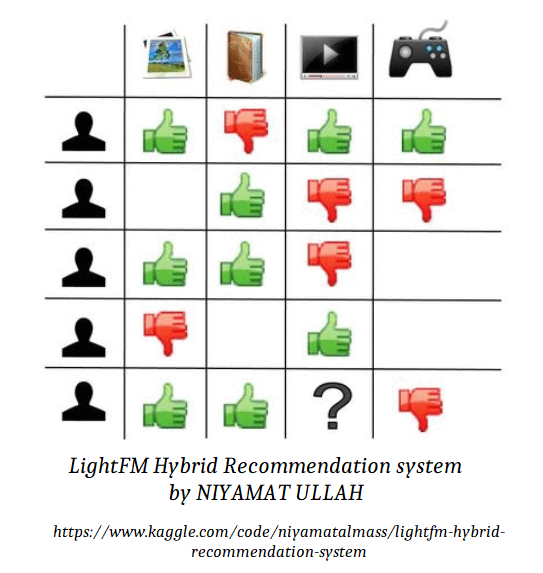 ?
LightFM Hybrid Recommendation system
by NIYAMAT ULLAH
https://www.kaggle.com/code/niyamatalmass/lightfm-hybrid-
recommendation-system